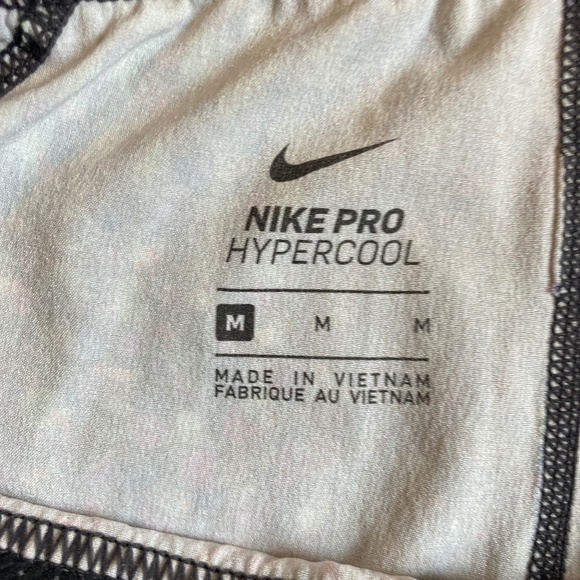 NIKE PRO
HYPERCOOL
M M M
MADE IN VIETNAM
FABRIQUE AU VIETNAM